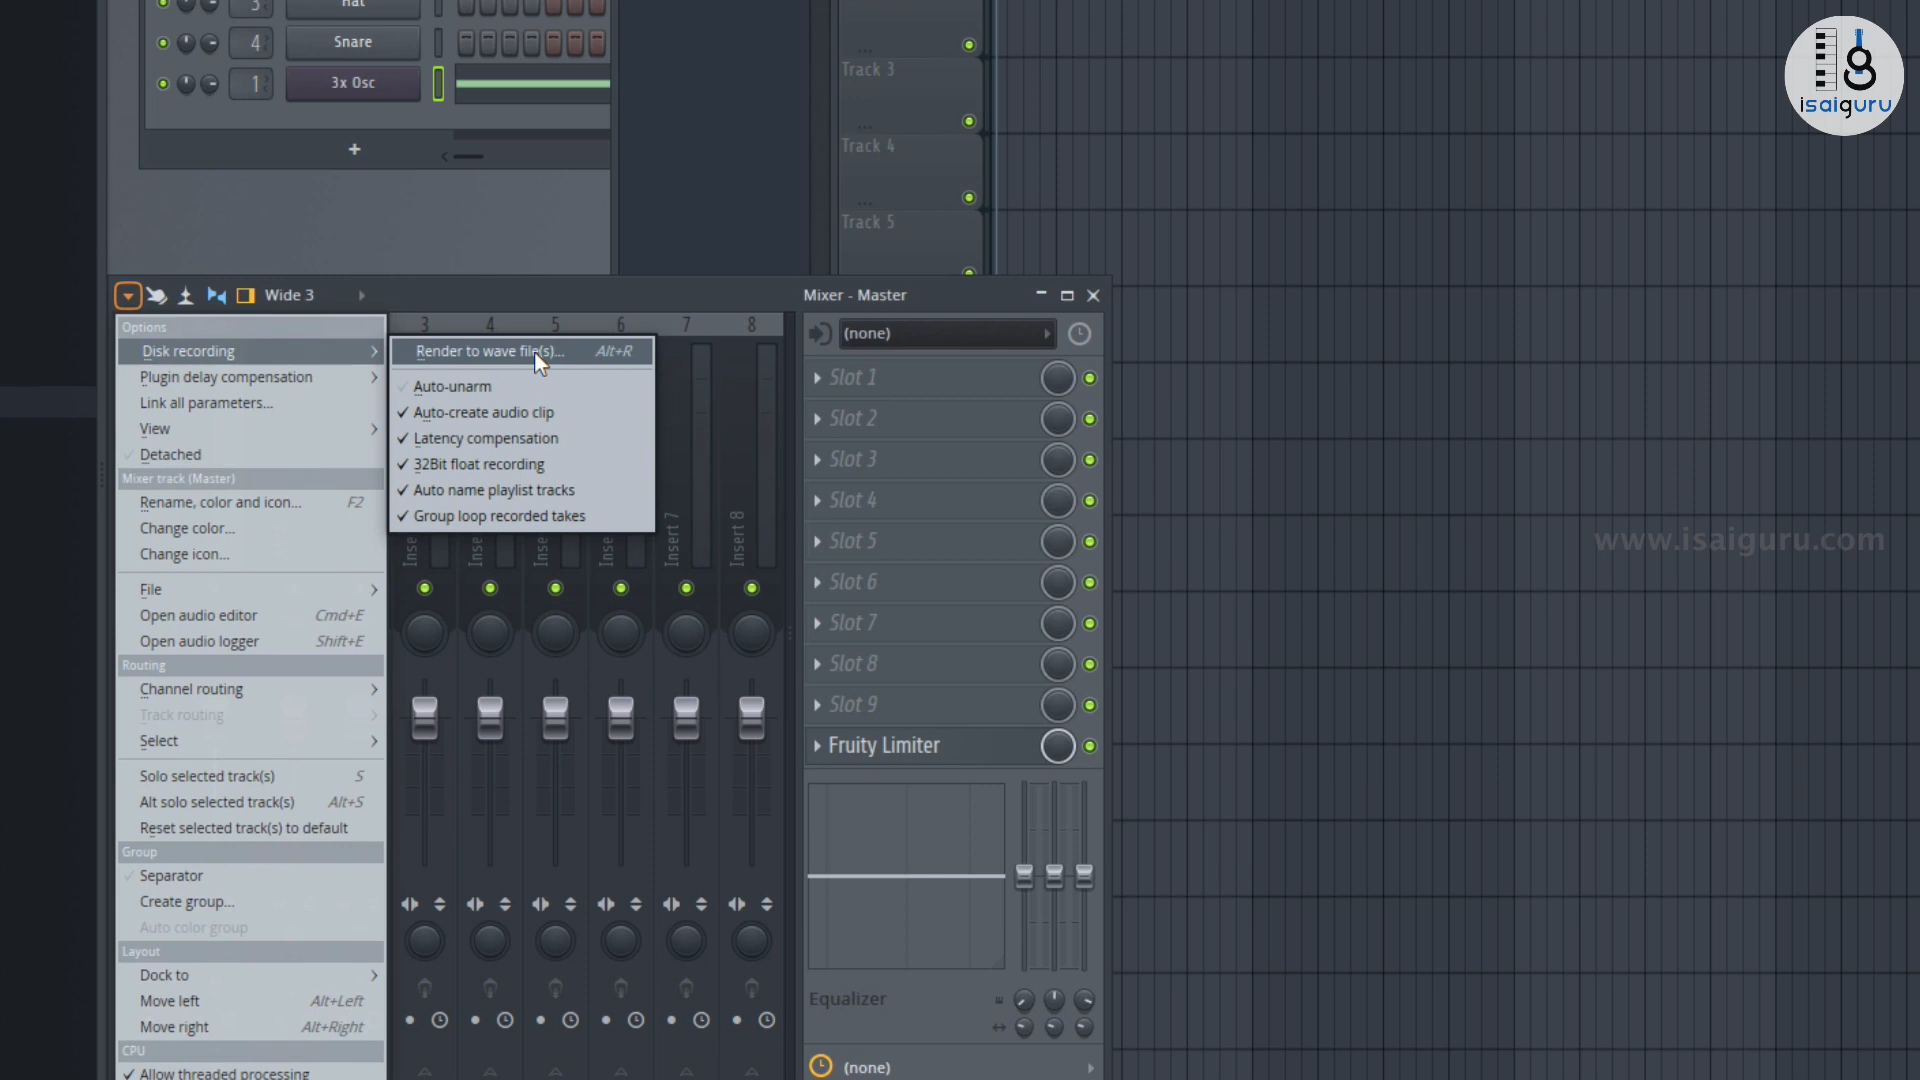 3
Hat
4
Snare
1
3x Osc
+
...
Track 3
...
Track 4
...
Track 5
isaiguru
Wide 3
Mixer - Master
Options
Disk recording
Plugin delay compensation
Link all parameters...
View
Detached
Mixer track (Master)
Rename, color and icon... F2
Change color...
Change icon...
File
Open audio editor Cmd+E
Open audio logger Shift+E
Routing
Channel routing
Track routing
Select
Solo selected track(s) S
Alt solo selected track(s) Alt+S
Reset selected track(s) to default
Group
Separator
Create group...
Auto color group
Layout
Dock to
Move left Alt+Left
Move right Alt+Right
CPU
Allow threaded processing
3 4 5 6 7 8
Render to wave file(s)... Alt+R
Auto-unarm
Auto-create audio clip
Latency compensation
32Bit float recording
Auto name playlist tracks
Group loop recorded takes
Insert 7
Insert 8
(none)
Slot 1
Slot 2
Slot 3
Slot 4
Slot 5
Slot 6
Slot 7
Slot 8
Slot 9
Fruity Limiter
Equalizer
(none)
www.isaiguru.com